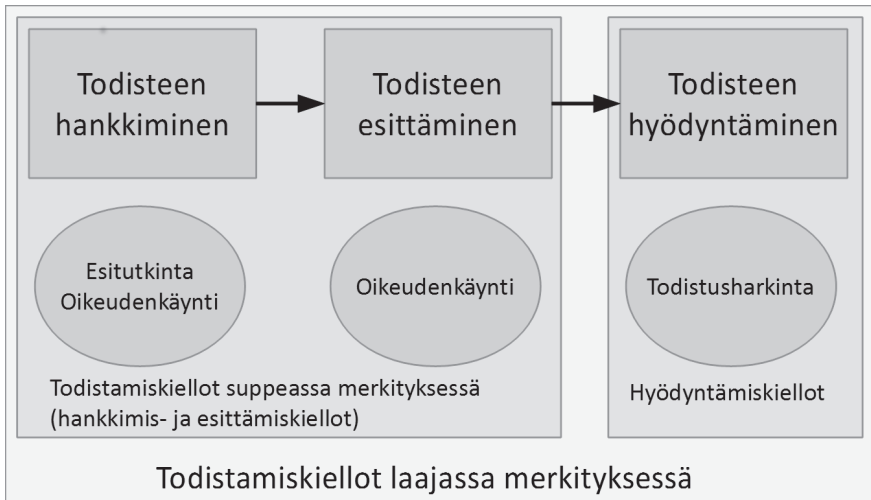 Todisteen
hankkiminen
Todisteen
esittäminen
Todisteen
hyödyntäminen
Esitutkinta
Oikeudenkäynti
Oikeudenkäynti
Todistusharkinta
Todistamiskiellot suppeassa merkityksessä
(hankkimis- ja esittämiskiellot)
Hyödyntämiskiellot
Todistamiskiellot laajassa merkityksessä